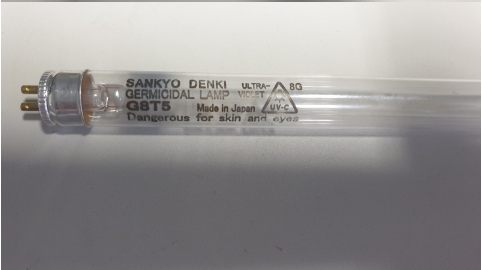 SANKYO DENKI ULTRA- 8G
GERMICIDAL LAMP VIOLET
G8T5 Made in Japan UV-C
Dangerous for skin and eyes